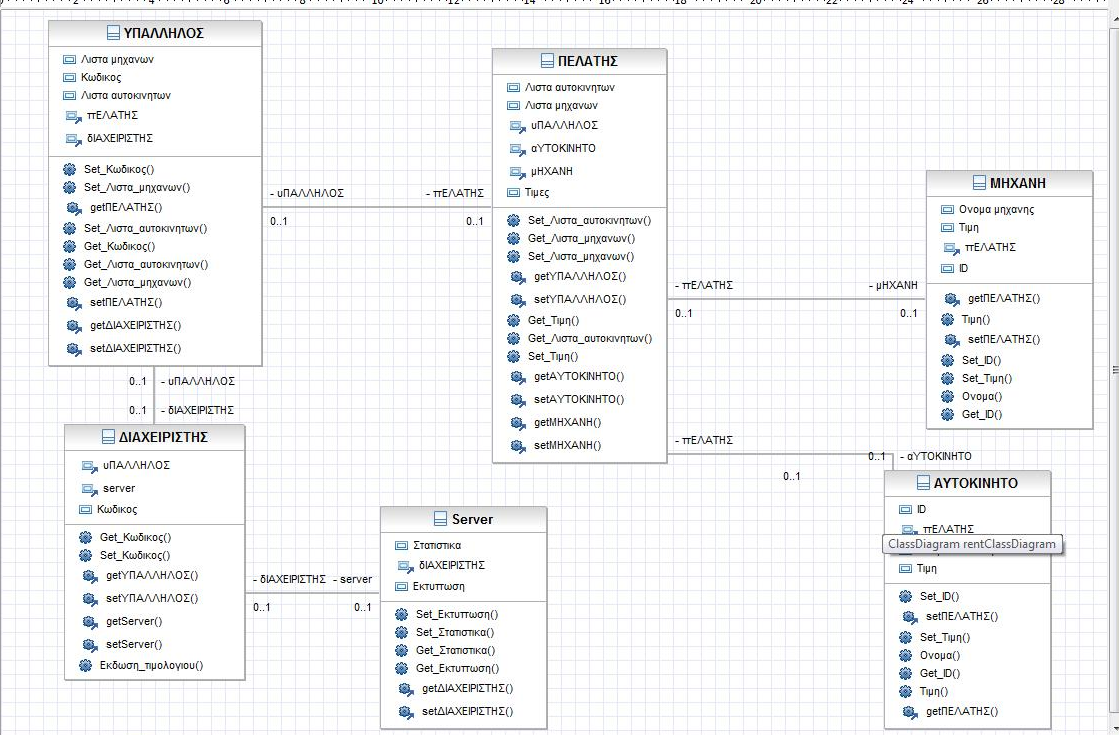 ΥΠΑΛΛΗΛΟΣ
Λιστα μηχανων
Κωδικος
Λιστα αυτοκινητων
πΕΛΑΤΗΣ
δΙΑΧΕΙΡΙΣΤΗΣ
Set_Κωδικος()
Set_Λιστα_μηχανων()
getΠΕΛΑΤΗΣ()
Set_Λιστα_αυτοκινητων()
Get_Κωδικος()
Get_Λιστα_αυτοκινητων()
Get_Λιστα_μηχανων()
setΠΕΛΑΤΗΣ()
getΔΙΑΧΕΙΡΙΣΤΗΣ()
setΔΙΑΧΕΙΡΙΣΤΗΣ()
- υΠΑΛΛΗΛΟΣ - πΕΛΑΤΗΣ
0..1 0..1
ΠΕΛΑΤΗΣ
Λιστα αυτοκινητων
Λιστα μηχανων
υΠΑΛΛΗΛΟΣ
αΥΤΟΚΙΝΗΤΟ
μΗΧΑΝΗ
Τιμες
Set_Λιστα_αυτοκινητων()
Get_Λιστα_μηχανων()
Set_Λιστα_μηχανων()
getΥΠΑΛΛΗΛΟΣ()
setΥΠΑΛΛΗΛΟΣ()
Get_Τιμη()
Get_Λιστα_αυτοκινητων()
Set_Τιμη()
getΑΥΤΟΚΙΝΗΤΟ()
setΑΥΤΟΚΙΝΗΤΟ()
getΜΗΧΑΝΗ()
setΜΗΧΑΝΗ()
- πΕΛΑΤΗΣ - μΗΧΑΝΗ
0..1 0..1
ΜΗΧΑΝΗ
Ονομα μηχανης
Τιμη
πΕΛΑΤΗΣ
ID
getΠΕΛΑΤΗΣ()
Τιμη()
setΠΕΛΑΤΗΣ()
Set_ID()
Set_Τιμη()
Ονομα()
Get_ID()
0..1 - υΠΑΛΛΗΛΟΣ
0..1 - δΙΑΧΕΙΡΙΣΤΗΣ
ΔΙΑΧΕΙΡΙΣΤΗΣ
υΠΑΛΛΗΛΟΣ
server
Κωδικος
Get_Κωδικος()
Set_Κωδικος()
getΥΠΑΛΛΗΛΟΣ()
setΥΠΑΛΛΗΛΟΣ()
getServer()
setServer()
Εκδωση_τιμολογιου()
- δΙΑΧΕΙΡΙΣΤΗΣ - server
0..1 0..1
Server
Στατιστικα
δΙΑΧΕΙΡΙΣΤΗΣ
Εκτυπωση
Set_Εκτυπωση()
Set_Στατιστικα()
Get_Στατιστικα()
Get_Εκτυπωση()
getΔΙΑΧΕΙΡΙΣΤΗΣ()
setΔΙΑΧΕΙΡΙΣΤΗΣ()
- πΕΛΑΤΗΣ
0..1 - αΥΤΟΚΙΝΗΤΟ
0..1
ΑΥΤΟΚΙΝΗΤΟ
ID
πΕΛΑΤΗΣ
ClassDiagram rentClassDiagram
Τιμη
Set_ID()
setΠΕΛΑΤΗΣ()
Set_Τιμη()
Ονομα()
Get_ID()
Τιμη()
getΠΕΛΑΤΗΣ()